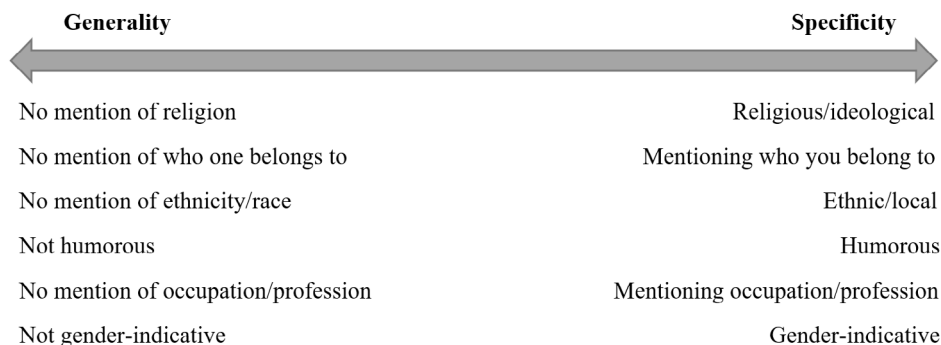 Generality Specificity
No mention of religion Religious/ideological
No mention of who one belongs to Mentioning who you belong to
No mention of ethnicity/race Ethnic/local
Not humorous Humorous
No mention of occupation/profession Mentioning occupation/profession
Not gender-indicative Gender-indicative